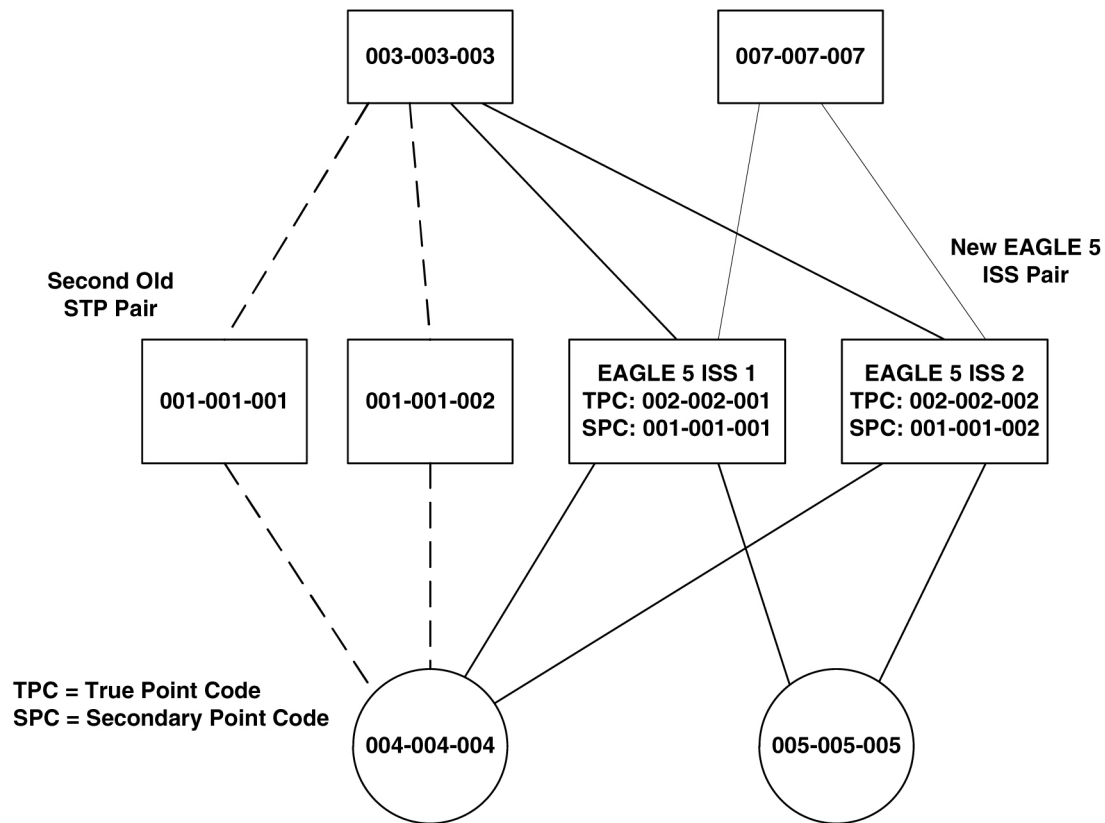 003-003-003
007-007-007
Second Old
STP Pair
New EAGLE 5
ISS Pair
001-001-001
001-001-002
EAGLE 5 ISS 1
TPC: 002-002-001
SPC: 001-001-001
EAGLE 5 ISS 2
TPC: 002-002-002
SPC: 001-001-002
TPC = True Point Code
SPC = Secondary Point Code
004-004-004
005-005-005